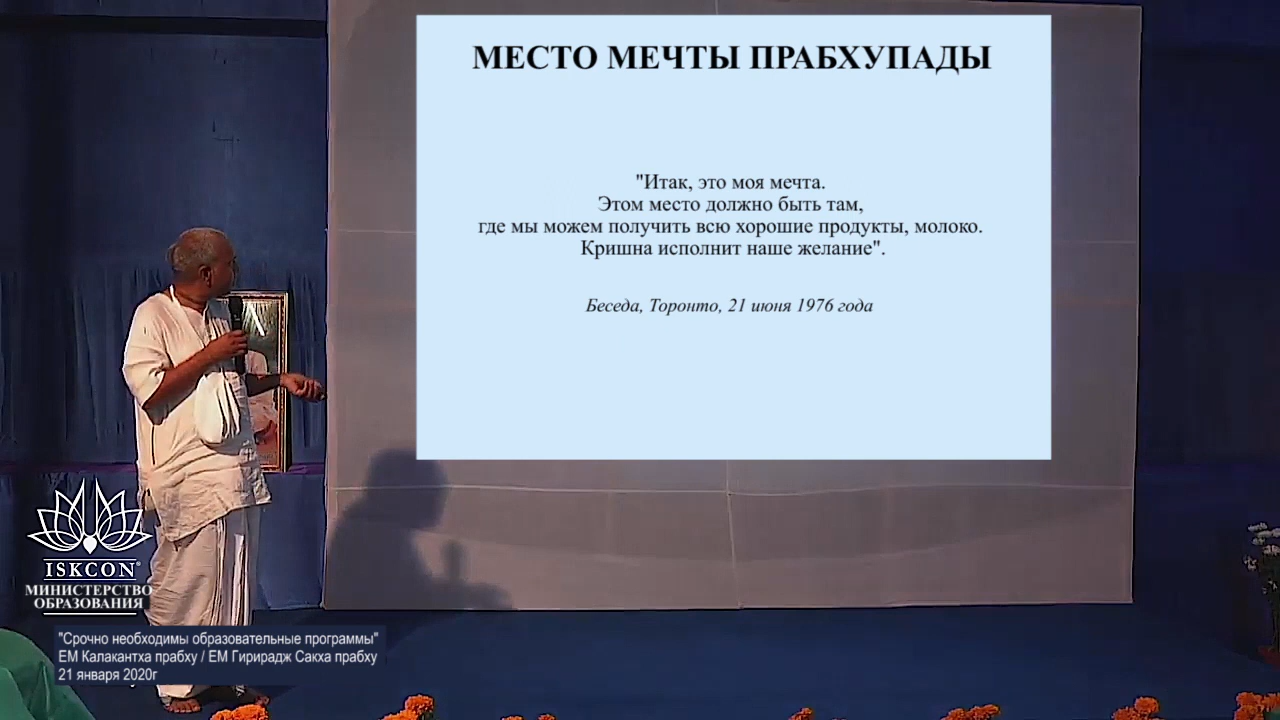 МЕСТО МЕЧТЫ ПРАБХУПАДЫ
"Итак, это моя мечта.
Этом место должно быть там,
где мы можем получить всю хорошие продукты, молоко.
Кришна исполнит наше желание".
Беседа, Торонто, 21 июня 1976 года
ISKCON®
МИНИСТЕРСТВО
ОБРАЗОВАНИЯ
"Срочно необходимы образовательные программы"
ЕМ Калакантха прабху / ЕМ Гирирадж Сакха прабху
21 января 2020г